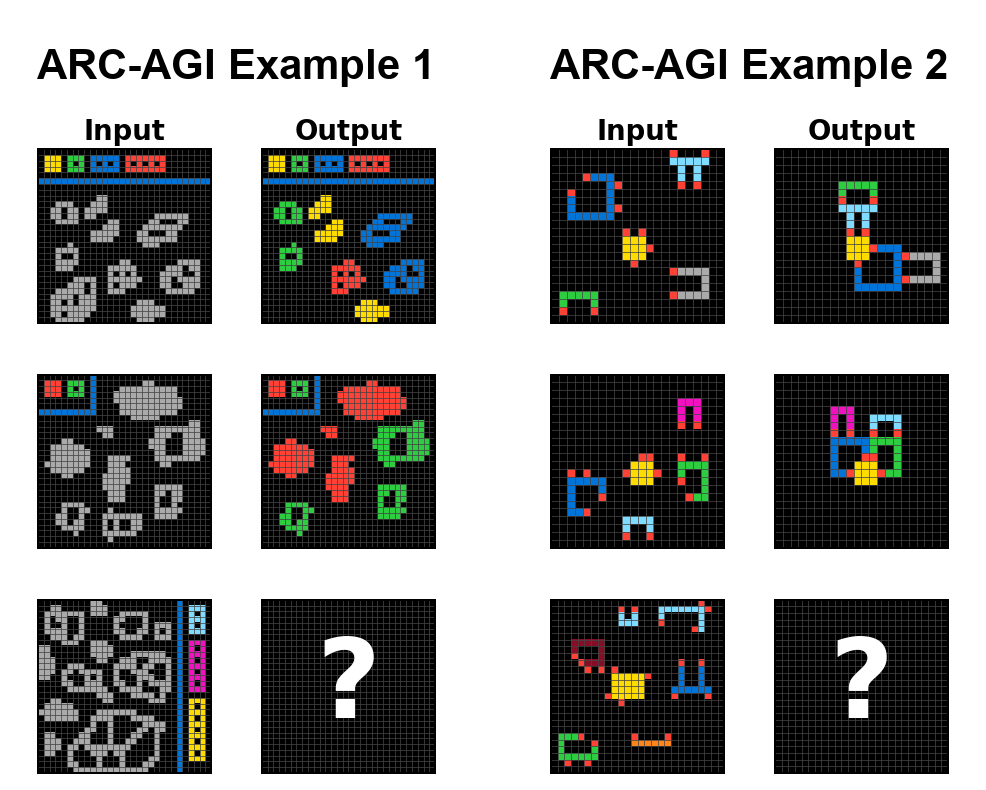 ARC-AGI Example 1 ARC-AGI Example 2
Input Output Input Output
? ?